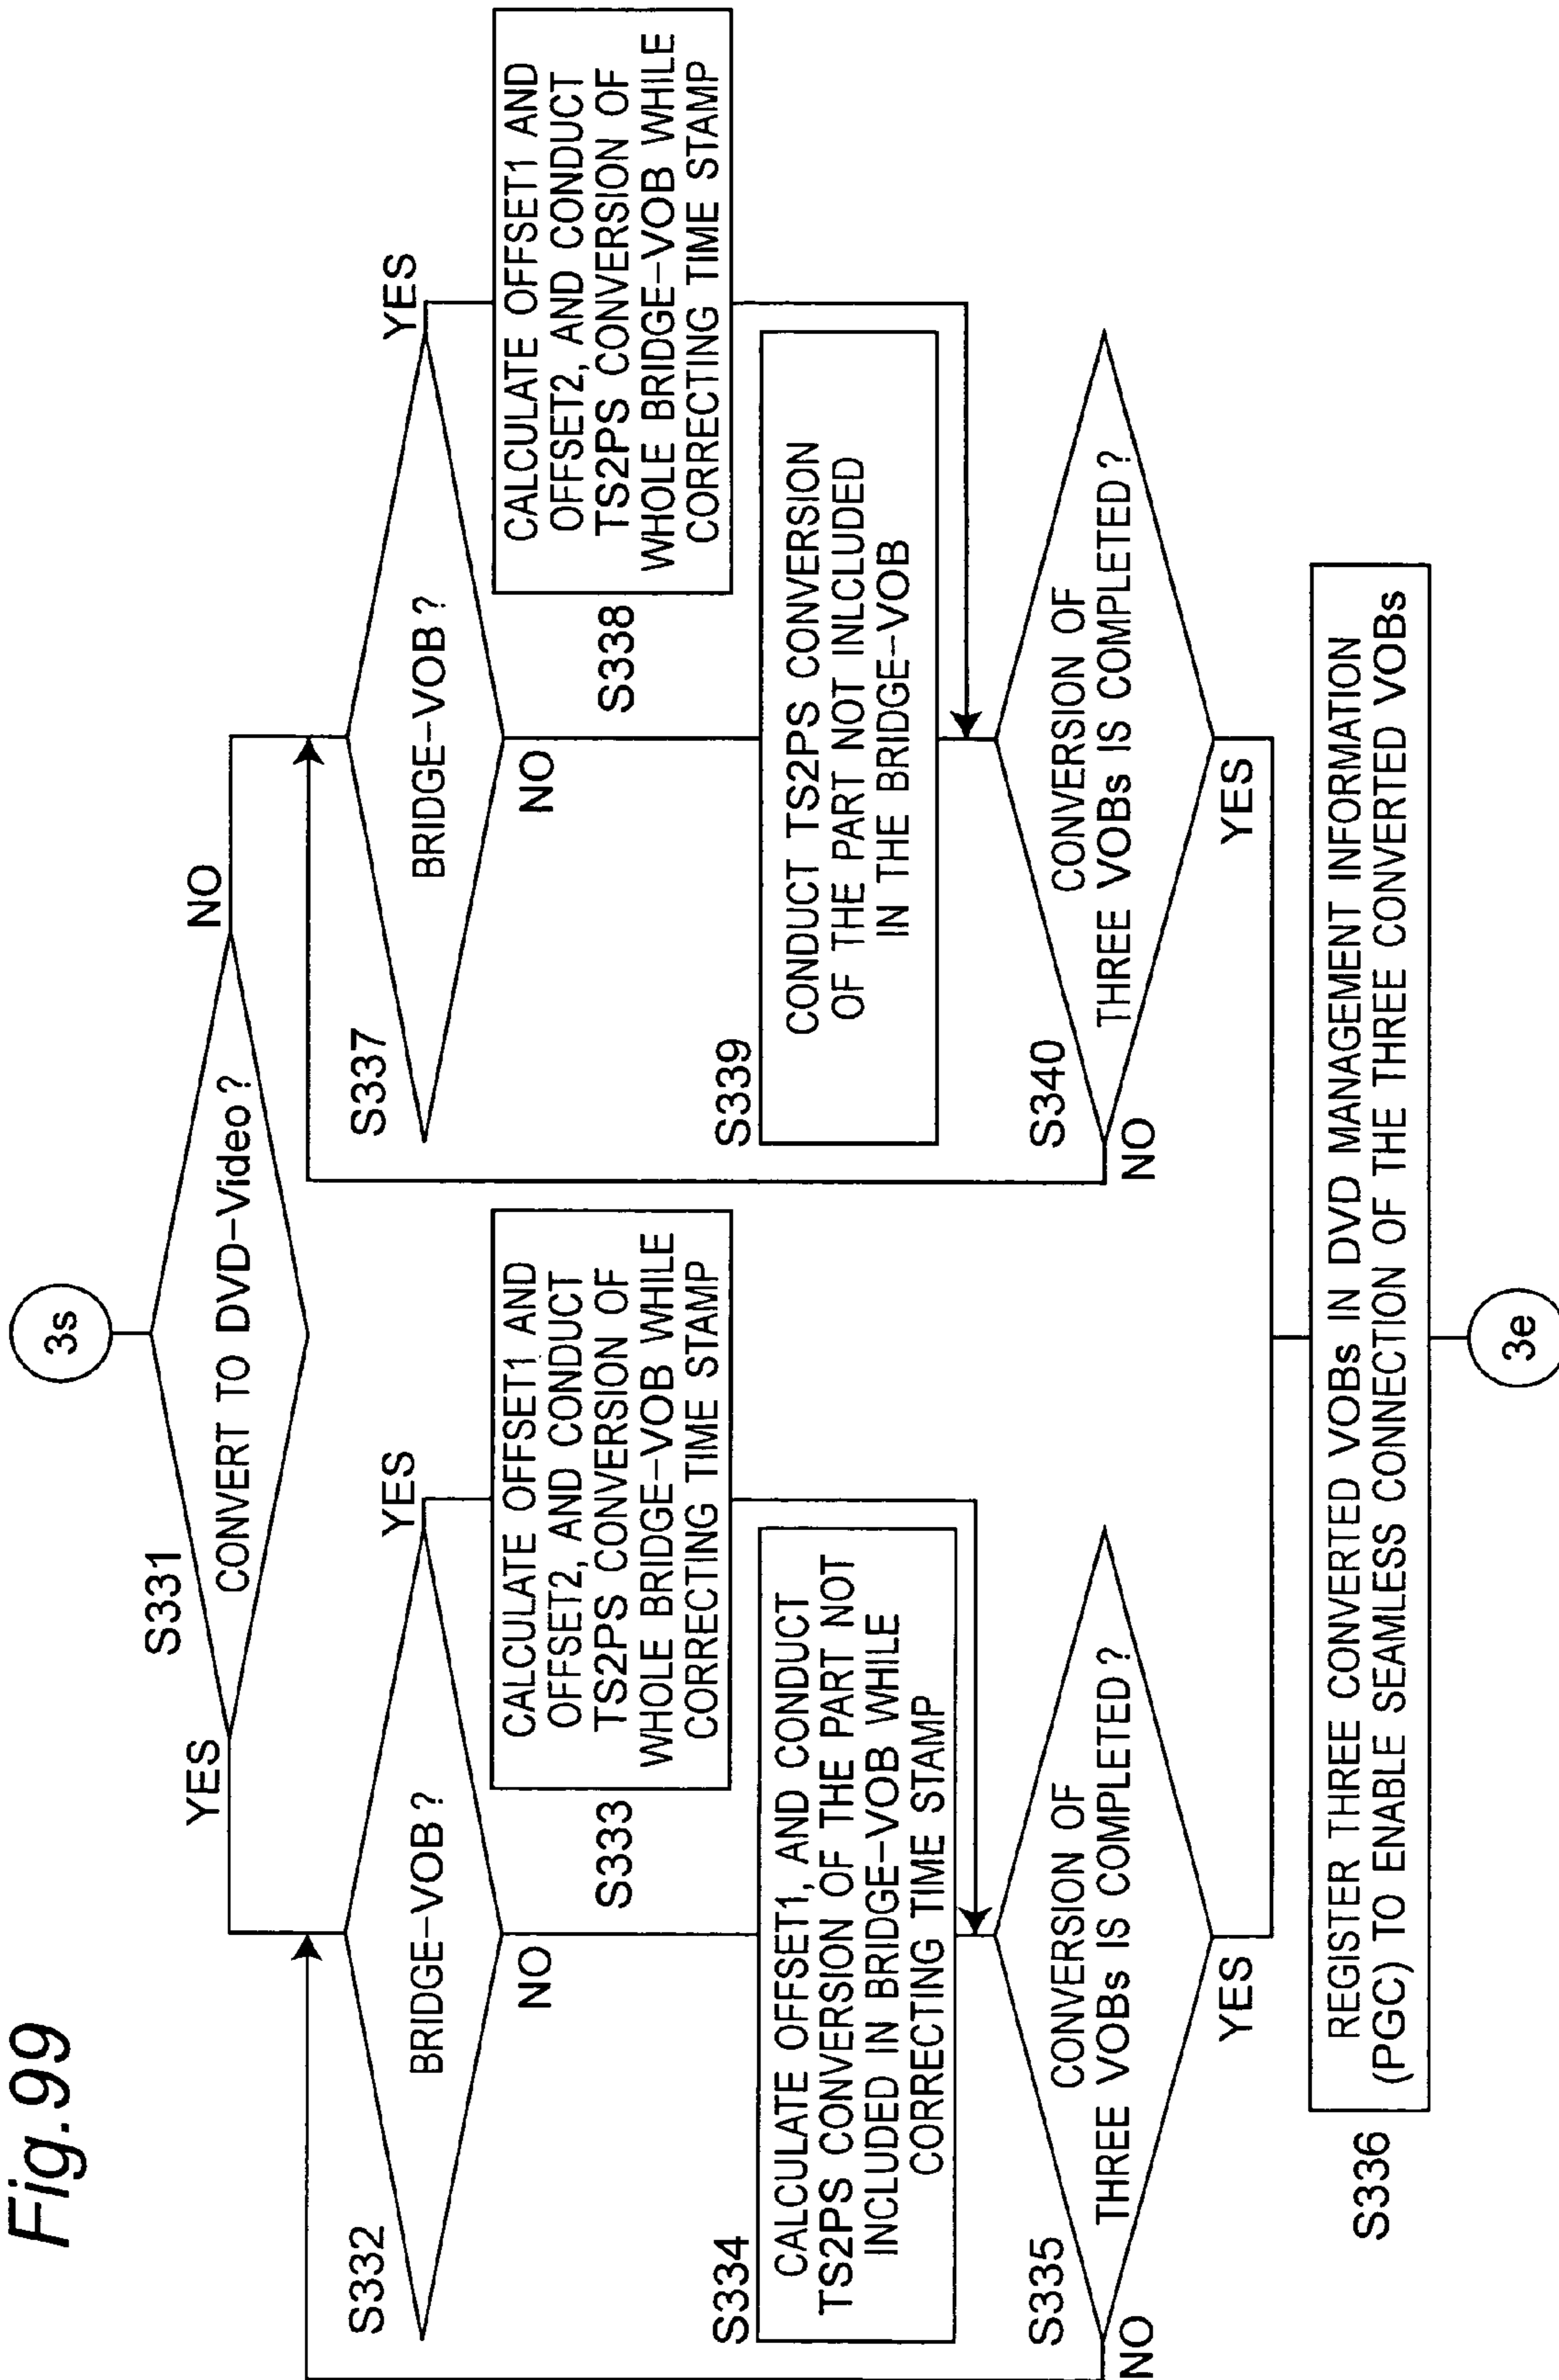 Fig.99
3s
S331
CONVERT TO DVD-Video?
YES
NO
S332
BRIDGE-VOB?
YES
NO
S333
CALCULATE OFFSET1 AND
OFFSET2, AND CONDUCT
TS2PS CONVERSION OF
WHOLE BRIDGE-VOB WHILE
CORRECTING TIME STAMP
S334
CALCULATE OFFSET1, AND CONDUCT
TS2PS CONVERSION OF THE PART NOT
INCLUDED IN BRIDGE-VOB WHILE
CORRECTING TIME STAMP
S335
CONVERSION OF
THREE VOBs IS COMPLETED?
NO
YES
S337
BRIDGE-VOB?
YES
NO
S338
CALCULATE OFFSET1 AND
OFFSET2, AND CONDUCT
TS2PS CONVERSION OF
WHOLE BRIDGE-VOB WHILE
CORRECTING TIME STAMP
S339
CONDUCT TS2PS CONVERSION
OF THE PART NOT INLCLUDED
IN THE BRIDGE-VOB
S340
CONVERSION OF
THREE VOBs IS COMPLETED?
NO
YES
S336
REGISTER THREE CONVERTED VOBs IN DVD MANAGEMENT INFORMATION
(PGC) TO ENABLE SEAMLESS CONNECTION OF THE THREE CONVERTED VOBs
3e